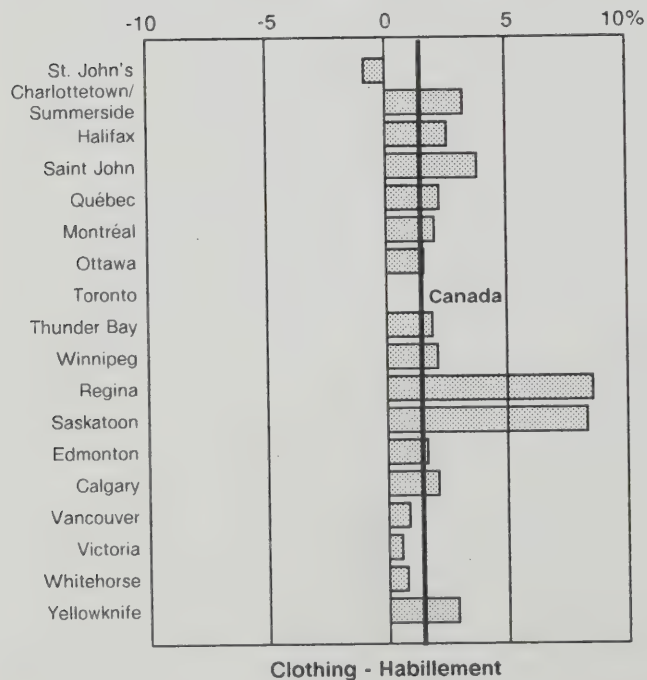 -10 -5 0 5 10%
St. John's
Charlottetown/
Summerside
Halifax
Saint John
Québec
Montréal
Ottawa
Toronto
Canada
Thunder Bay
Winnipeg
Regina
Saskatoon
Edmonton
Calgary
Vancouver
Victoria
Whitehorse
Yellowknife
Clothing - Habillement